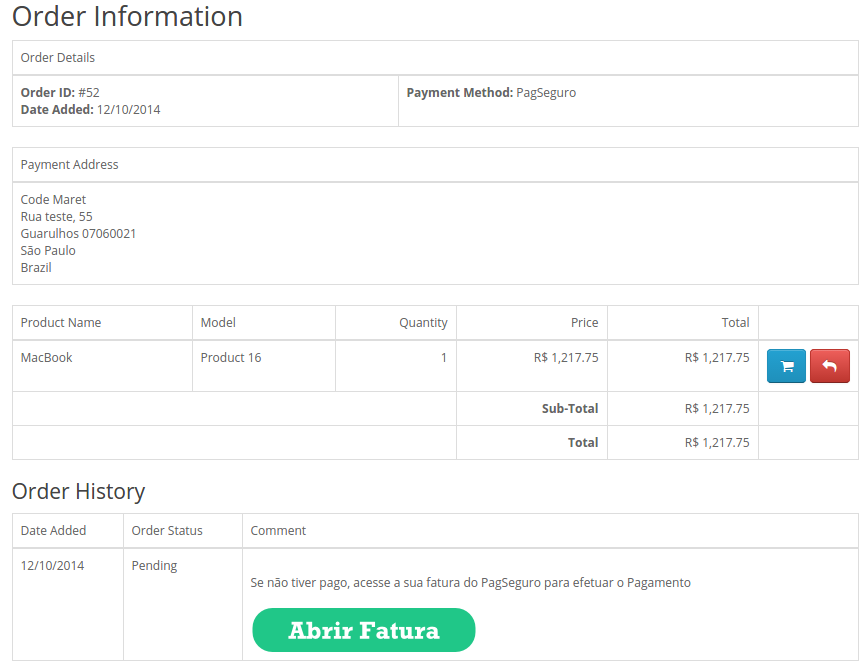 Order Information
Order Details
Order ID: #52
Date Added: 12/10/2014
Payment Method: PagSeguro
Payment Address
Code Maret
Rua teste, 55
Guarulhos 07060021
São Paulo
Brazil
Product Name Model Quantity Price Total
MacBook Product 16 1 R$ 1,217.75 R$ 1,217.75
Sub-Total R$ 1,217.75
Total R$ 1,217.75
Order History
Date Added Order Status Comment
12/10/2014 Pending
Se não tiver pago, acesse a sua fatura do PagSeguro para efetuar o Pagamento
Abrir Fatura